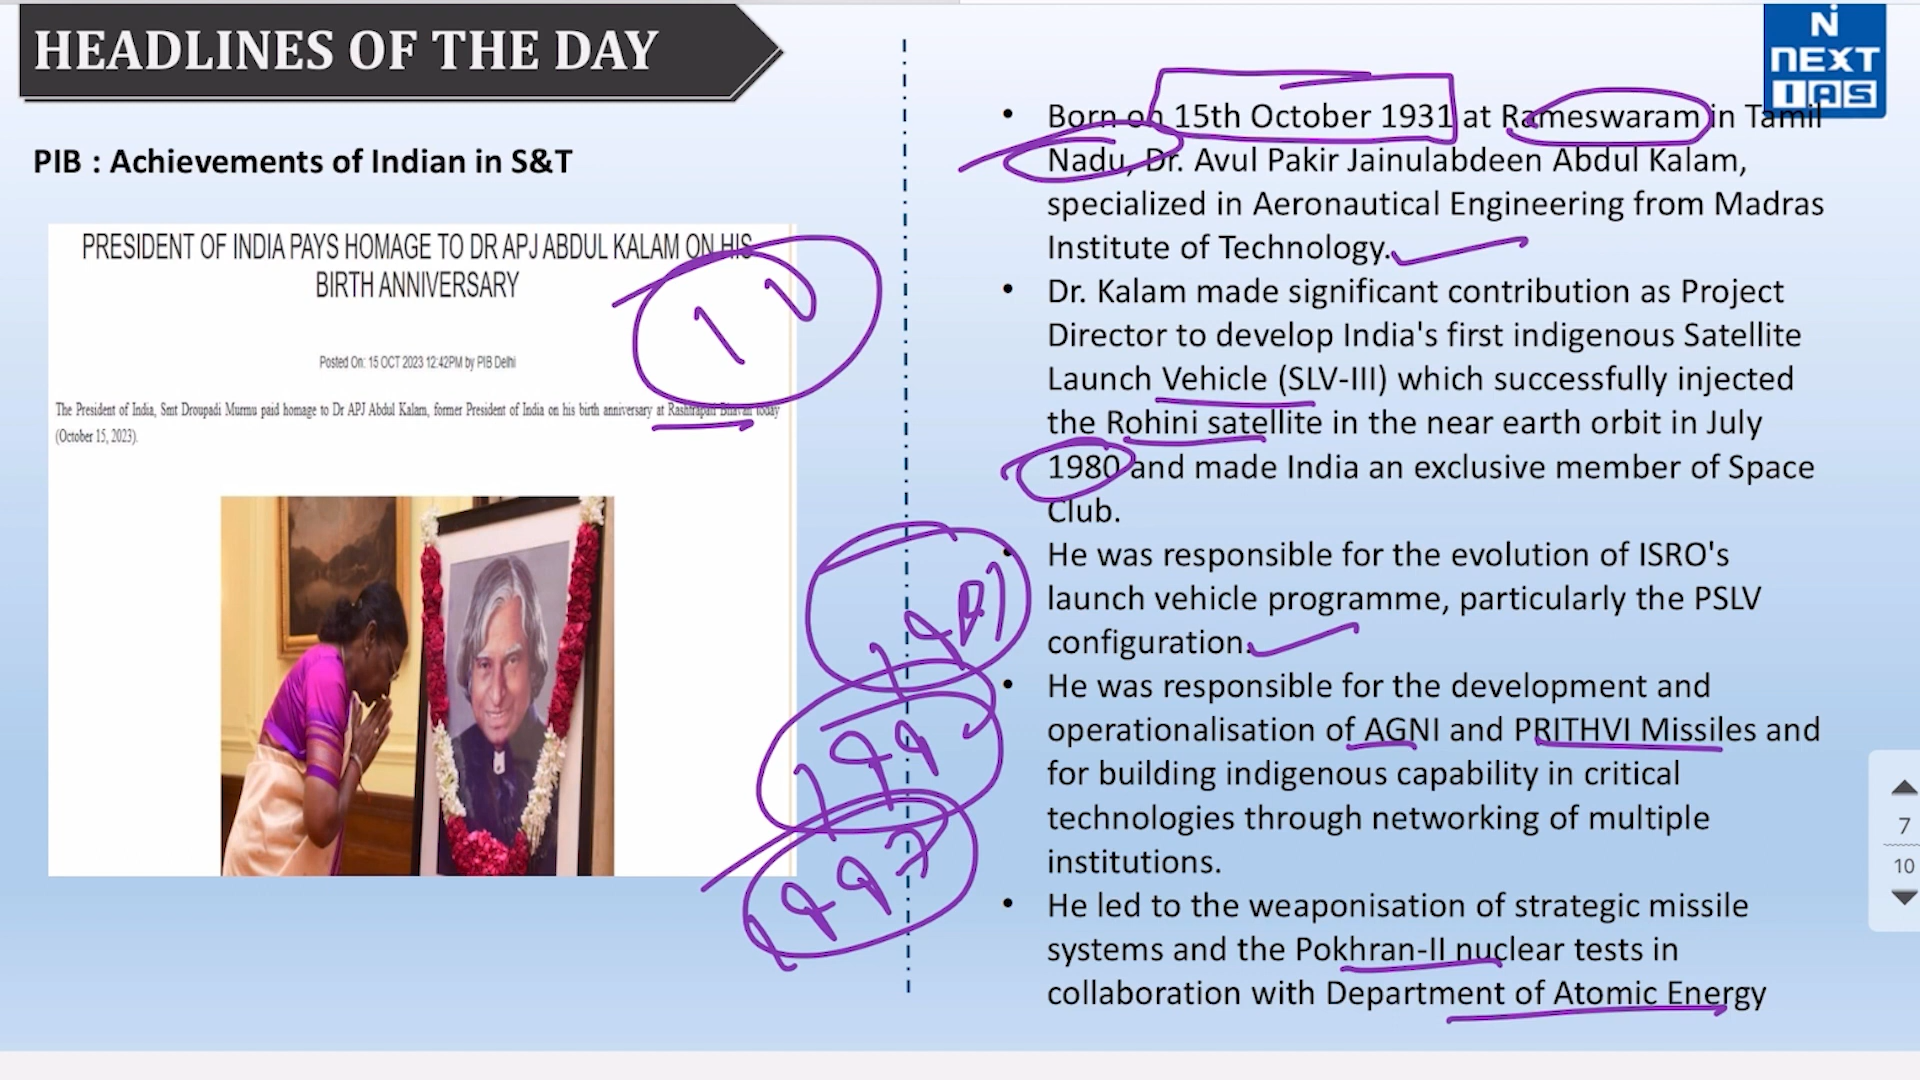 HEADLINES OF THE DAY
PIB : Achievements of Indian in S&T
PRESIDENT OF INDIA PAYS HOMAGE TO DR APJ ABDUL KALAM ON HIS
BIRTH ANNIVERSARY
Posted On: 15 OCT 2023 12:42PM by PIB Delhi
The President of India, Smt Droupadi Murmu paid homage to Dr APJ Abdul Kalam, former President of India on his birth anniversary at Rashtrapati Bhavan today
(October 15, 2023).
1997
N
NEXT
IAS
• Born on 15th October 1931 at Rameswaram in Tamil
Nadu, Dr. Avul Pakir Jainulabdeen Abdul Kalam,
specialized in Aeronautical Engineering from Madras
Institute of Technology.
• Dr. Kalam made significant contribution as Project
Director to develop India's first indigenous Satellite
Launch Vehicle (SLV-III) which successfully injected
the Rohini satellite in the near earth orbit in July
1980 and made India an exclusive member of Space
Club.
• He was responsible for the evolution of ISRO's
launch vehicle programme, particularly the PSLV
configuration.
• He was responsible for the development and
operationalisation of AGNI and PRITHVI Missiles and
for building indigenous capability in critical
technologies through networking of multiple
institutions.
• He led to the weaponisation of strategic missile
systems and the Pokhran-II nuclear tests in
collaboration with Department of Atomic Energy
7
10